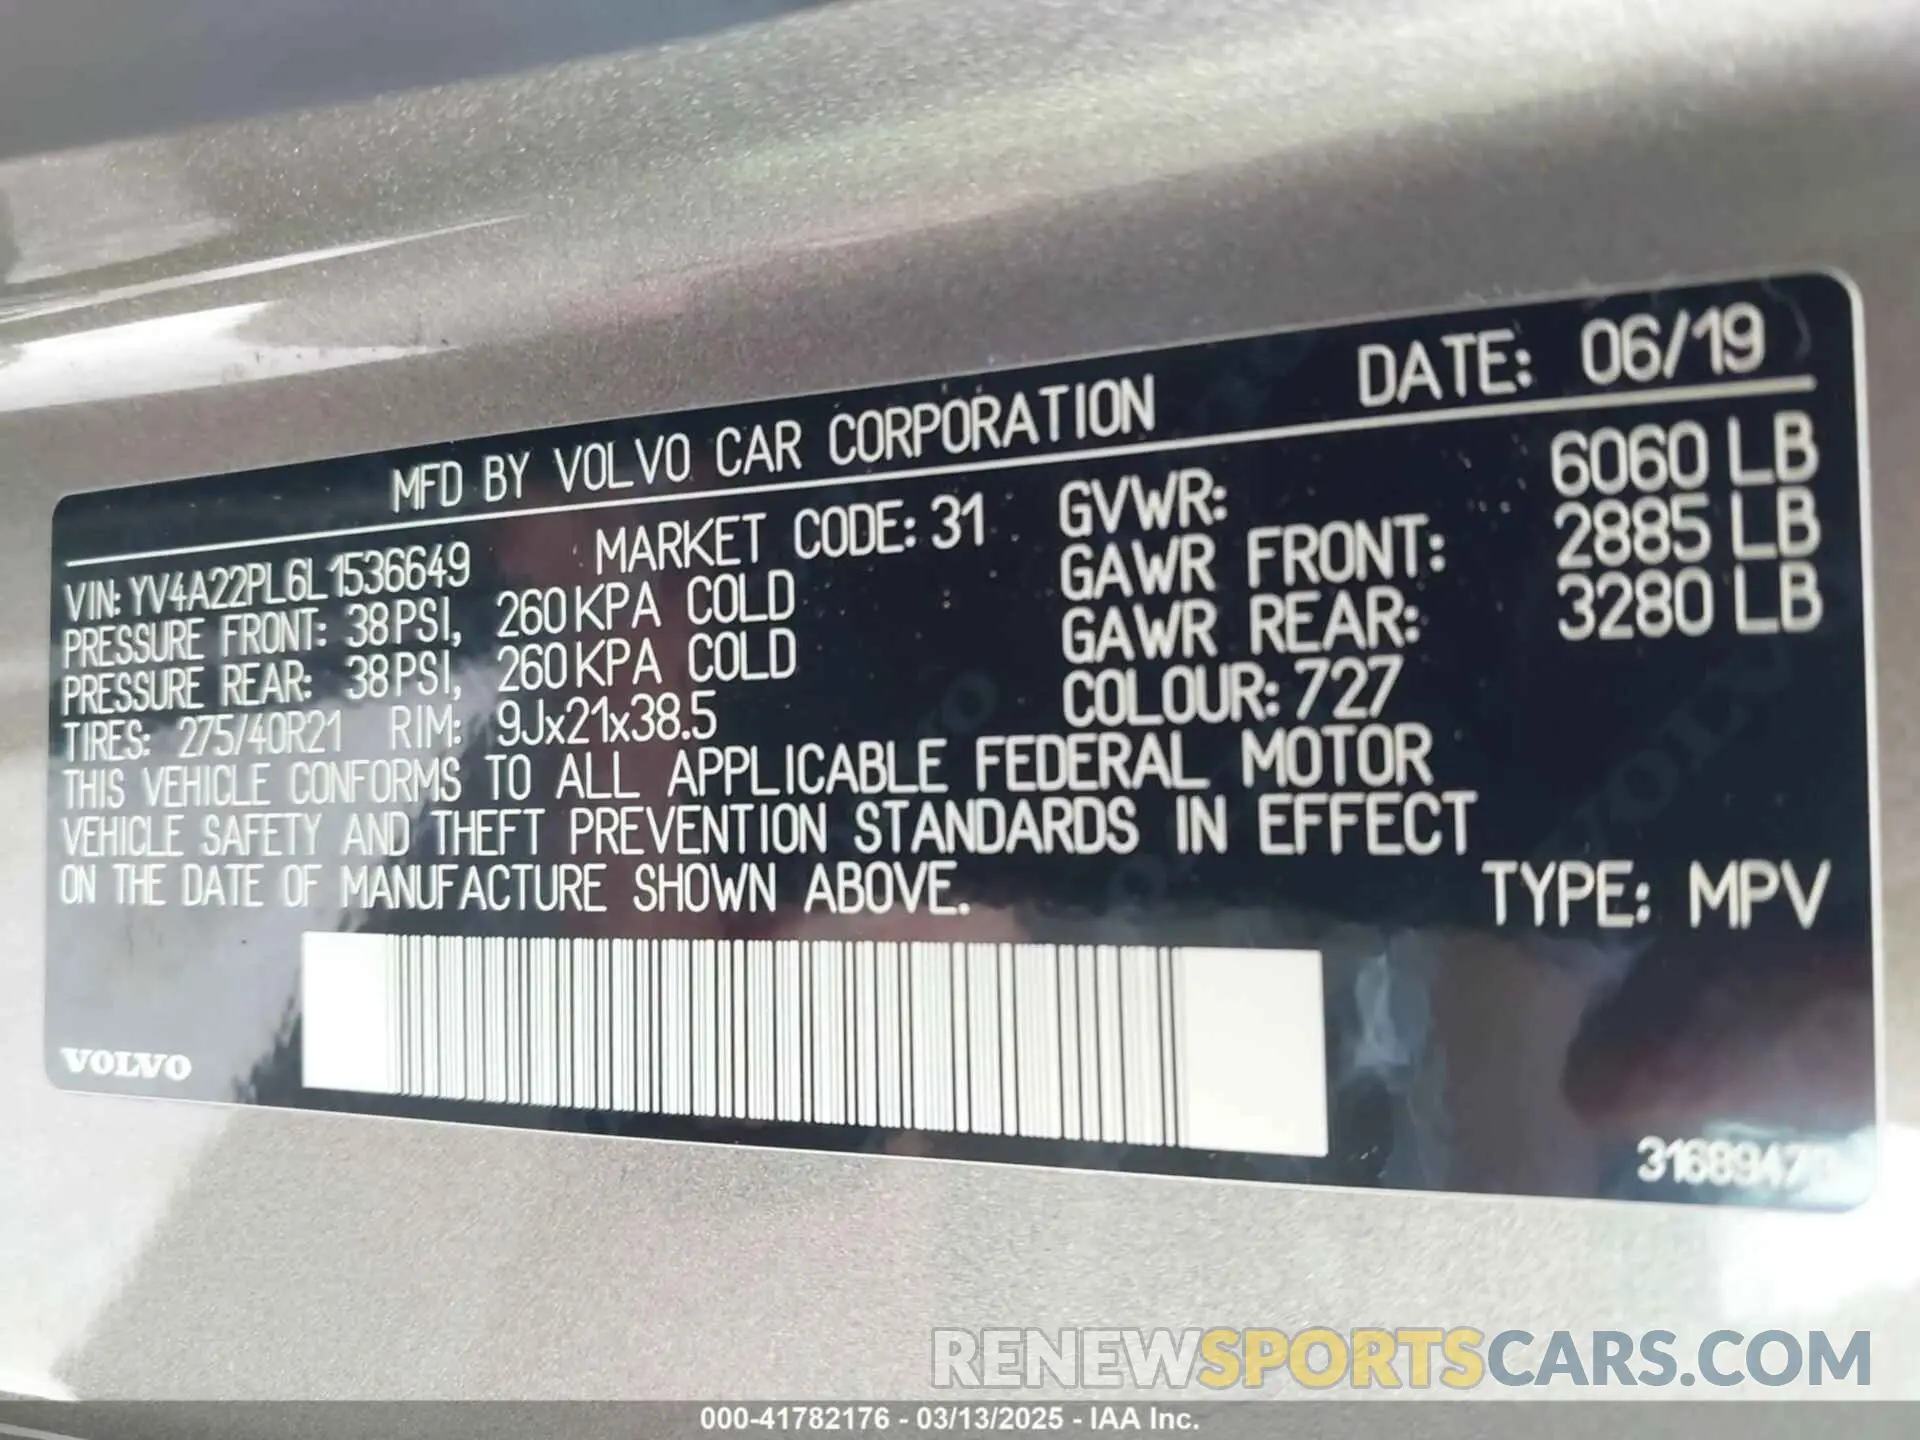 MFD BY VOLVO CAR CORPORATION DATE: 06/19
VIN: YV4A22PL6L1536649 MARKET CODE: 31 GVWR: 6060 LB
PRESSURE FRONT: 38PSI, 260KPA COLD GAWR FRONT: 2885 LB
PRESSURE REAR: 38PSI, 260KPA COLD GAWR REAR: 3280 LB
TIRES: 275/40R21 RIM: 9Jx21x38.5 COLOUR: 727
THIS VEHICLE CONFORMS TO ALL APPLICABLE FEDERAL MOTOR
VEHICLE SAFETY AND THEFT PREVENTION STANDARDS IN EFFECT
ON THE DATE OF MANUFACTURE SHOWN ABOVE. TYPE: MPV
VOLVO
RENEWSPORTSCARS.COM
000-41782176 - 03/13/2025 - IAA Inc.